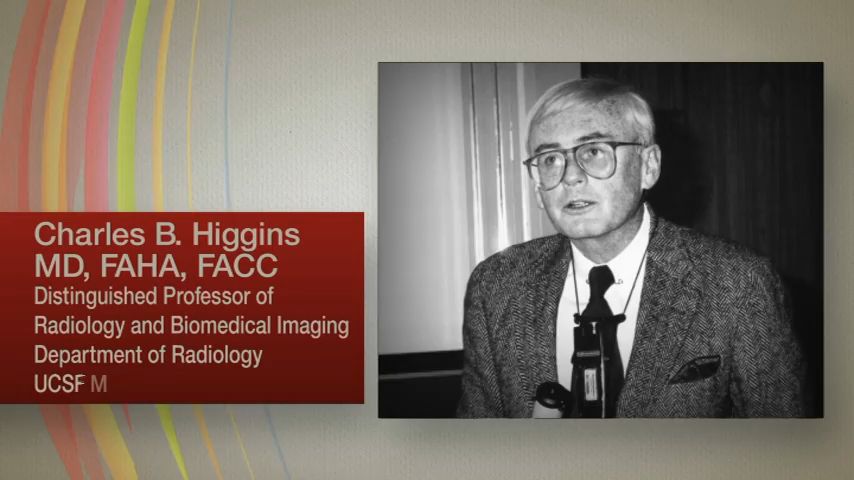 Charles B. Higgins
MD, FAHA, FACC
Distinguished Professor of
Radiology and Biomedical Imaging
Department of Radiology
UCSF M